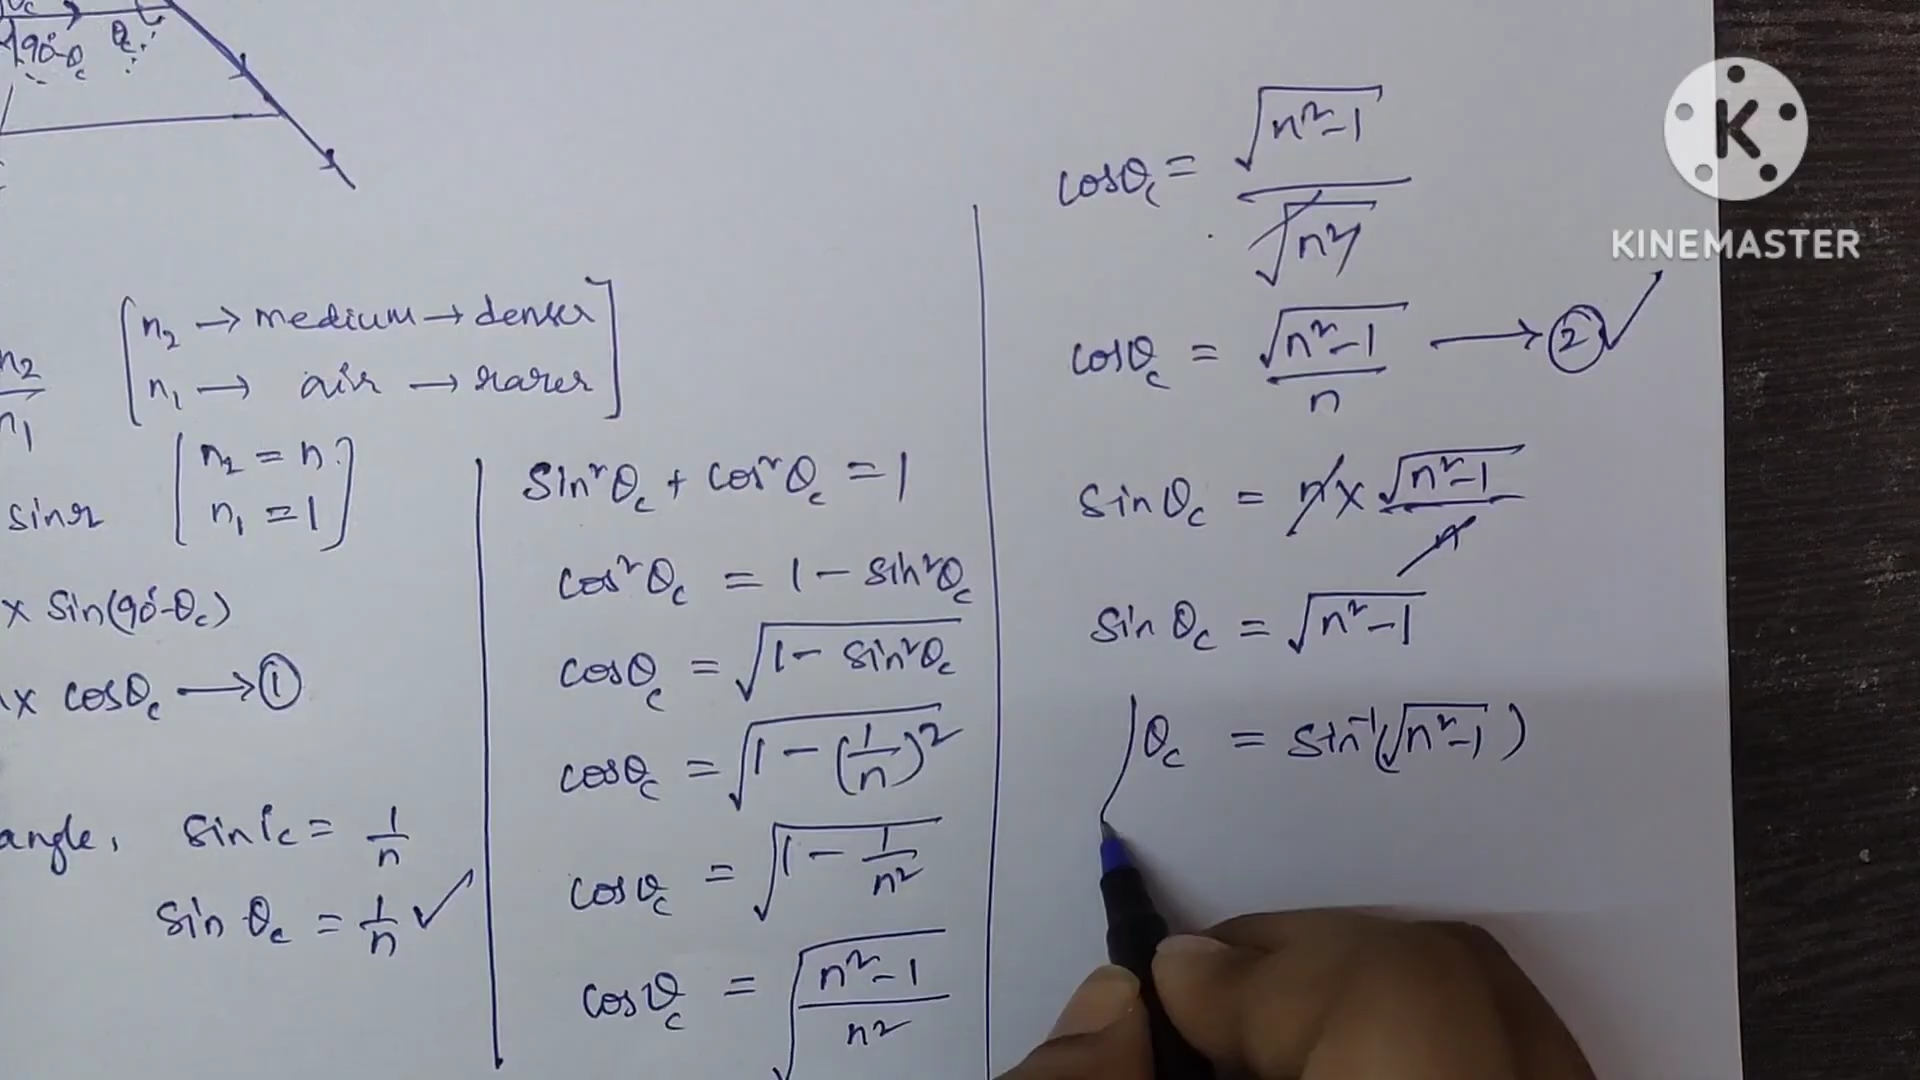 θc
90°-θc θc
n₂ → medium → denser
n₁ → air → rarer
n₂
n₁
n₂ = n
n₁ = 1
sinr
x sin(90°-θc)
x cosθc → ①
angle, sin ic = 1/n
sin θc = 1/n ✓
sin²θc + cos²θc = 1
cos²θc = 1 - sin²θc
cosθc = √(1 - sin²θc)
cosθc = √(1 - (1/n)²)
cosθc = √(1 - 1/n²)
cosθc = √((n²-1)/n²)
cosθc = √(n²-1)/√(n²)
cosθc = √(n²-1)/n → ② ✓
sinθc = n x √(n²-1)/n
sin θc = √(n²-1)
θc = sin⁻¹(√(n²-1))
K
KINEMASTER